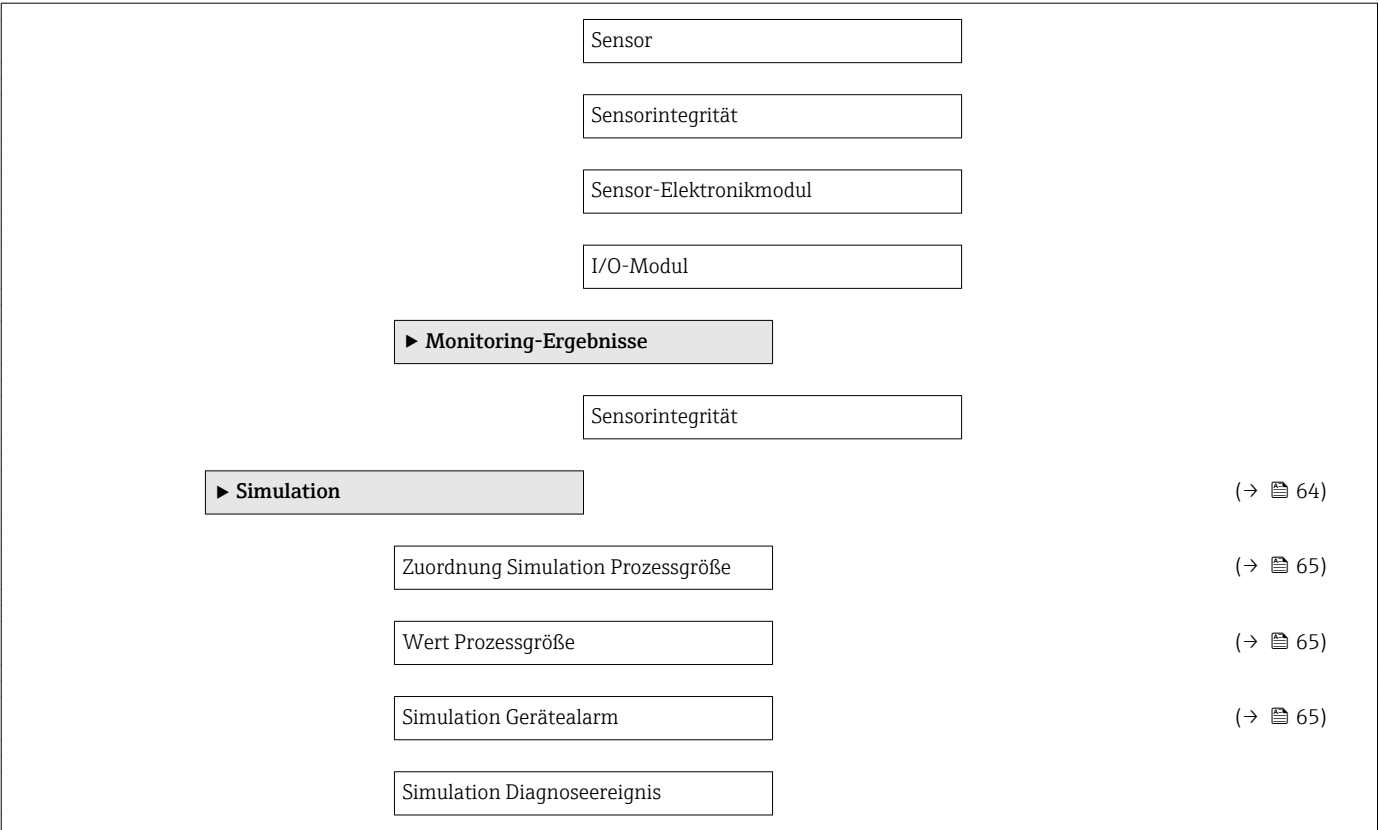 Sensor
Sensorintegrität
Sensor-Elektronikmodul
I/O-Modul
▶ Monitoring-Ergebnisse
Sensorintegrität
▶ Simulation (→ 🖹 64)
Zuordnung Simulation Prozessgröße (→ 🖹 65)
Wert Prozessgröße (→ 🖹 65)
Simulation Gerätealarm (→ 🖹 65)
Simulation Diagnoseereignis